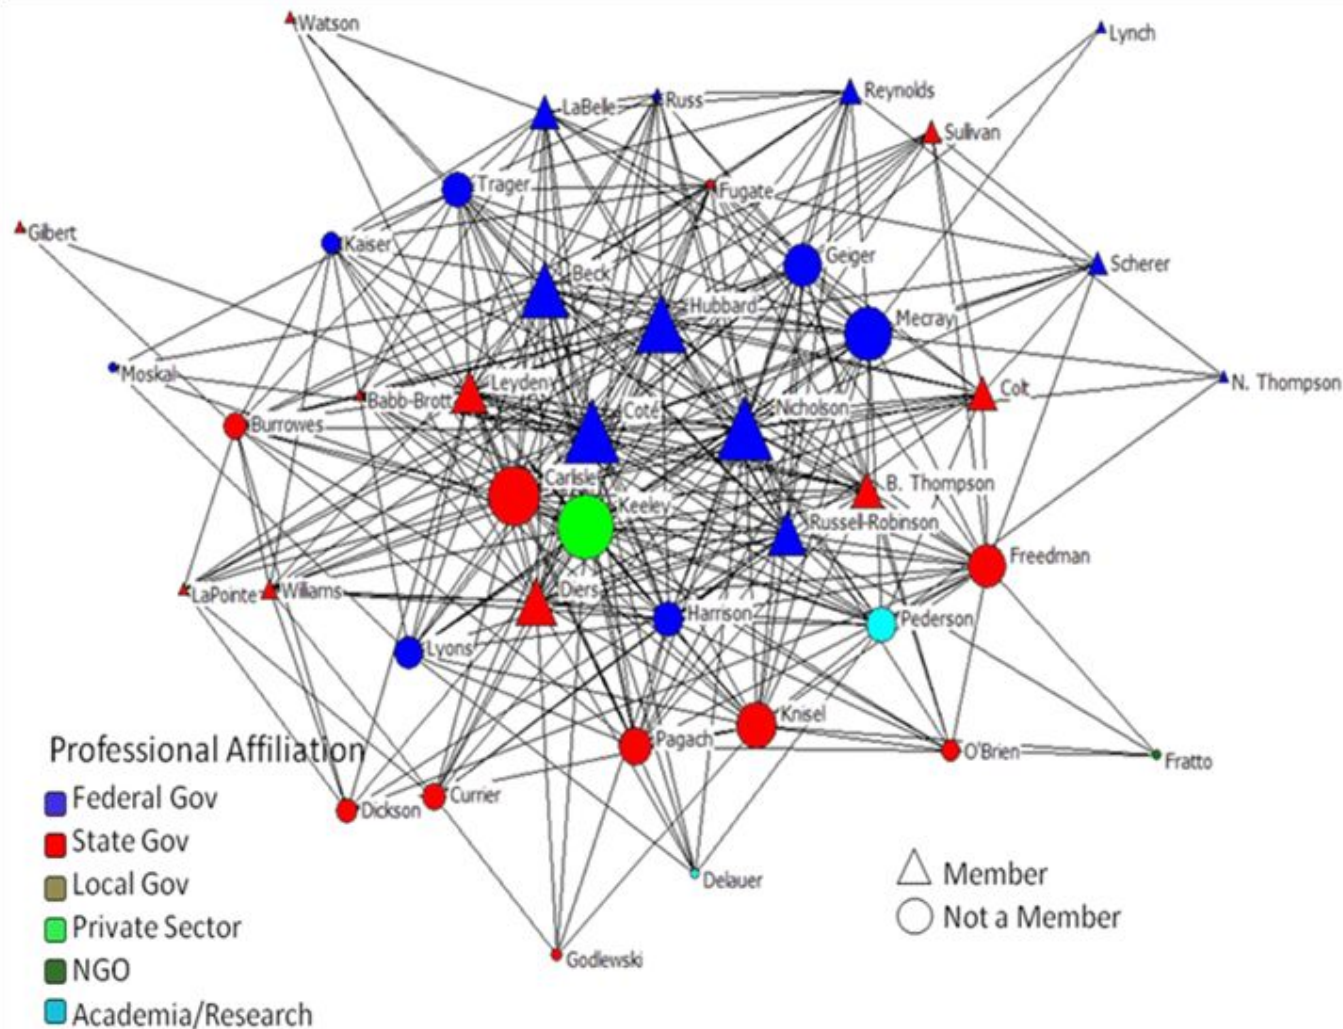 Watson
Lynch
LaBelle
Russ
Reynolds
Sullivan
Trager
Fugate
Gilbert
Kaiser
Geiger
Scherer
Beck
Hubbard
Mecray
Moskal
Babb-Brott
Leyden
Coté
Nicholson
Colt
N. Thompson
Burrowes
Carlisle
Keeley
B. Thompson
Russell-Robinson
Freedman
LaPointe
Williams
Diers
Harrison
Pederson
Lyons
Knisel
Pagach
O'Brien
Fratto
Dickson
Currier
Delauer
Godlewski
Professional Affiliation
Federal Gov
State Gov
Local Gov
Private Sector
NGO
Academia/Research
Member
Not a Member